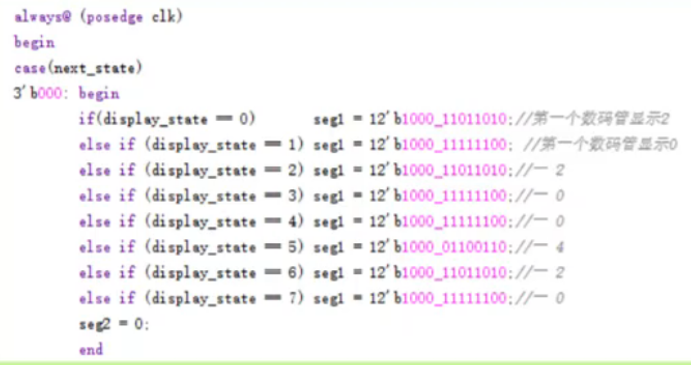 always@ (posedge clk)
begin
case(next_state)
3'b000: begin
if(display_state == 0) seg1 = 12'b1000_11011010;//第一个数码管显示2
else if (display_state == 1) seg1 = 12'b1000_11111100; //第一个数码管显示0
else if (display_state == 2) seg1 = 12'b1000_11011010;//一 2
else if (display_state == 3) seg1 = 12'b1000_11111100;//一 0
else if (display_state == 4) seg1 = 12'b1000_11111100;//一 0
else if (display_state == 5) seg1 = 12'b1000_01100110;//一 4
else if (display_state == 6) seg1 = 12'b1000_11011010;//一 2
else if (display_state == 7) seg1 = 12'b1000_11111100;//一 0
seg2 = 0;
end